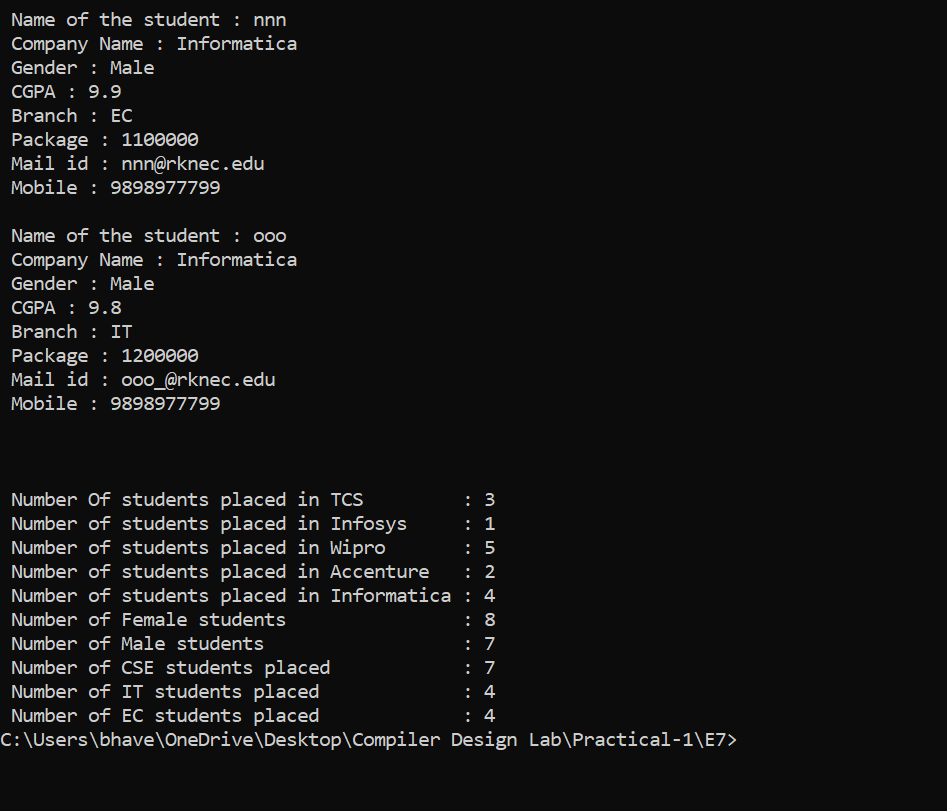 Name of the student : nnn
Company Name : Informatica
Gender : Male
CGPA : 9.9
Branch : EC
Package : 1100000
Mail id : nnn@rknec.edu
Mobile : 9898977799
Name of the student : ooo
Company Name : Informatica
Gender : Male
CGPA : 9.8
Branch : IT
Package : 1200000
Mail id : ooo_@rknec.edu
Mobile : 9898977799
Number Of students placed in TCS         : 3
Number of students placed in Infosys     : 1
Number of students placed in Wipro       : 5
Number of students placed in Accenture   : 2
Number of students placed in Informatica : 4
Number of Female students                : 8
Number of Male students                  : 7
Number of CSE students placed            : 7
Number of IT students placed             : 4
Number of EC students placed             : 4
C:\Users\bhave\OneDrive\Desktop\Compiler Design Lab\Practical-1\E7>